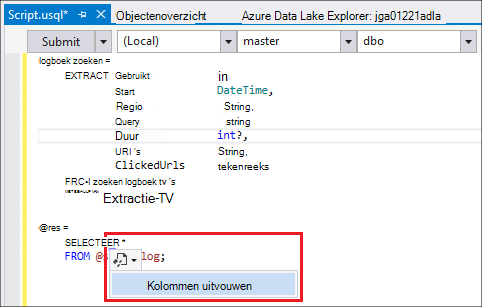 Script.usql* Objectenoverzicht Azure Data Lake Explorer: jga01221adla
Submit (Local) master dbo
logboek zoeken =
EXTRACT Gebruikt in
Start DateTime,
Regio String,
Query string
Duur int?,
URI 's String,
ClickedUrls tekenreeks
FRC•I zoeken logboek tv 's
Extractie-TV
@res =
SELECTEER *
FROM @s log;
Kolommen uitvouwen